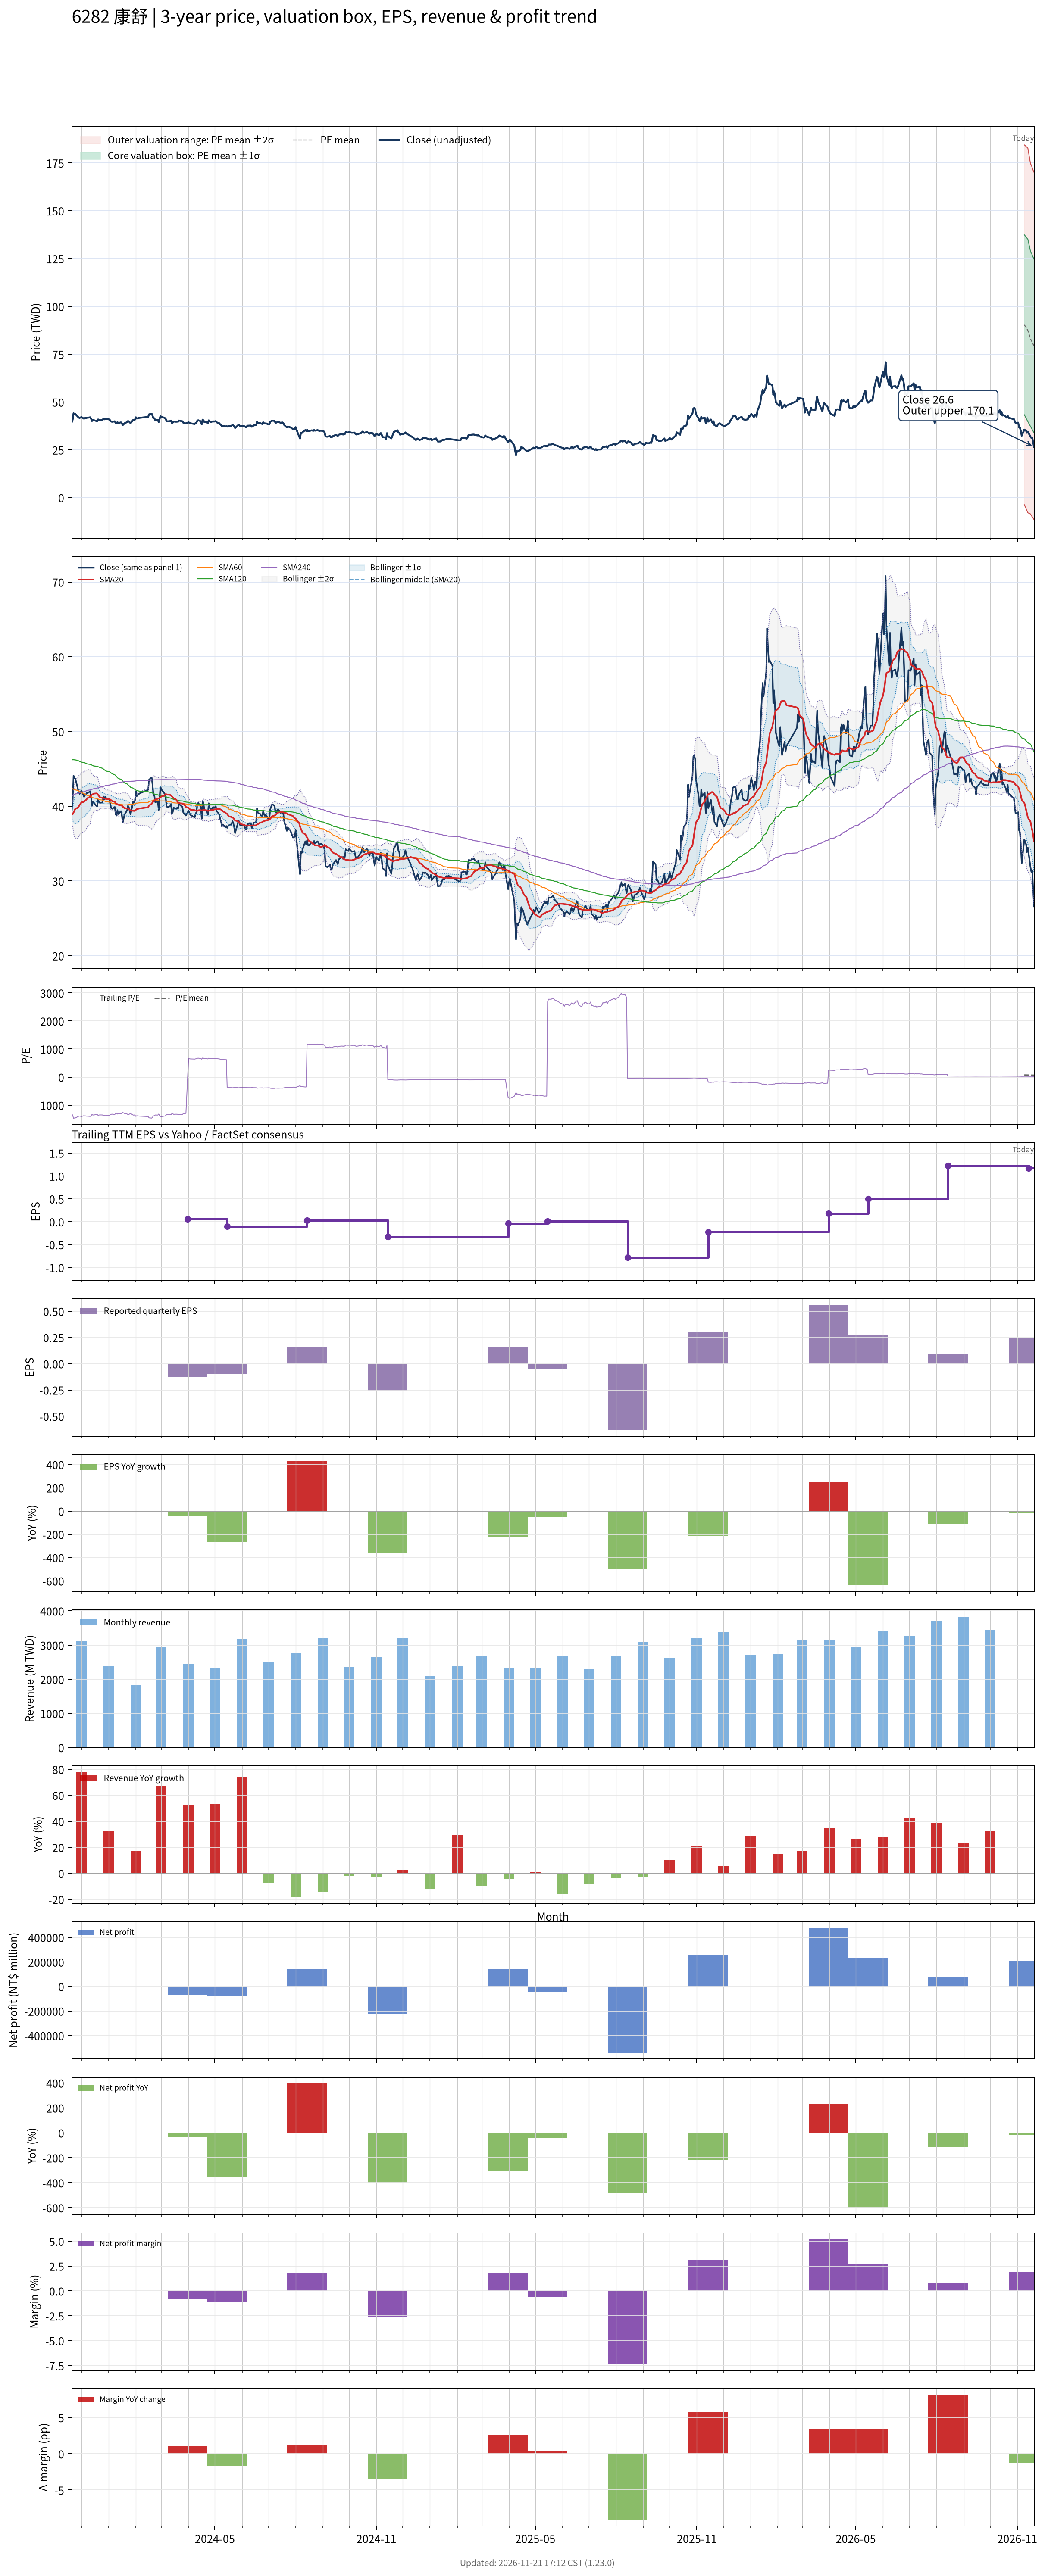 6282 康舒 | 3-year price, valuation box, EPS, revenue & profit trend
Outer valuation range: PE mean ±2σ
PE mean
Close (unadjusted)
Core valuation box: PE mean ±1σ
Today
175
150
125
100
75
50
25
0
Price (TWD)
Close 26.6
Outer upper 170.1
Close (same as panel 1)
SMA60
SMA240
Bollinger ±1σ
SMA20
SMA120
Bollinger ±2σ
Bollinger middle (SMA20)
70
60
50
40
30
20
Price
Trailing P/E
P/E mean
3000
2000
1000
0
-1000
P/E
Trailing TTM EPS vs Yahoo / FactSet consensus
Today
1.5
1.0
0.5
0.0
-0.5
-1.0
EPS
Reported quarterly EPS
0.50
0.25
0.00
-0.25
-0.50
EPS
EPS YoY growth
400
200
0
-200
-400
-600
YoY (%)
Monthly revenue
4000
3000
2000
1000
0
Revenue (M TWD)
Revenue YoY growth
80
60
40
20
0
-20
YoY (%)
Month
Net profit
400000
200000
0
-200000
-400000
Net profit (NT$ million)
Net profit YoY
400
200
0
-200
-400
-600
YoY (%)
Net profit margin
5.0
2.5
0.0
-2.5
-5.0
-7.5
Margin (%)
Margin YoY change
5
0
-5
Δ margin (pp)
2024-05
2024-11
2025-05
2025-11
2026-05
2026-11
Updated: 2026-11-21 17:12 CST (1.23.0)